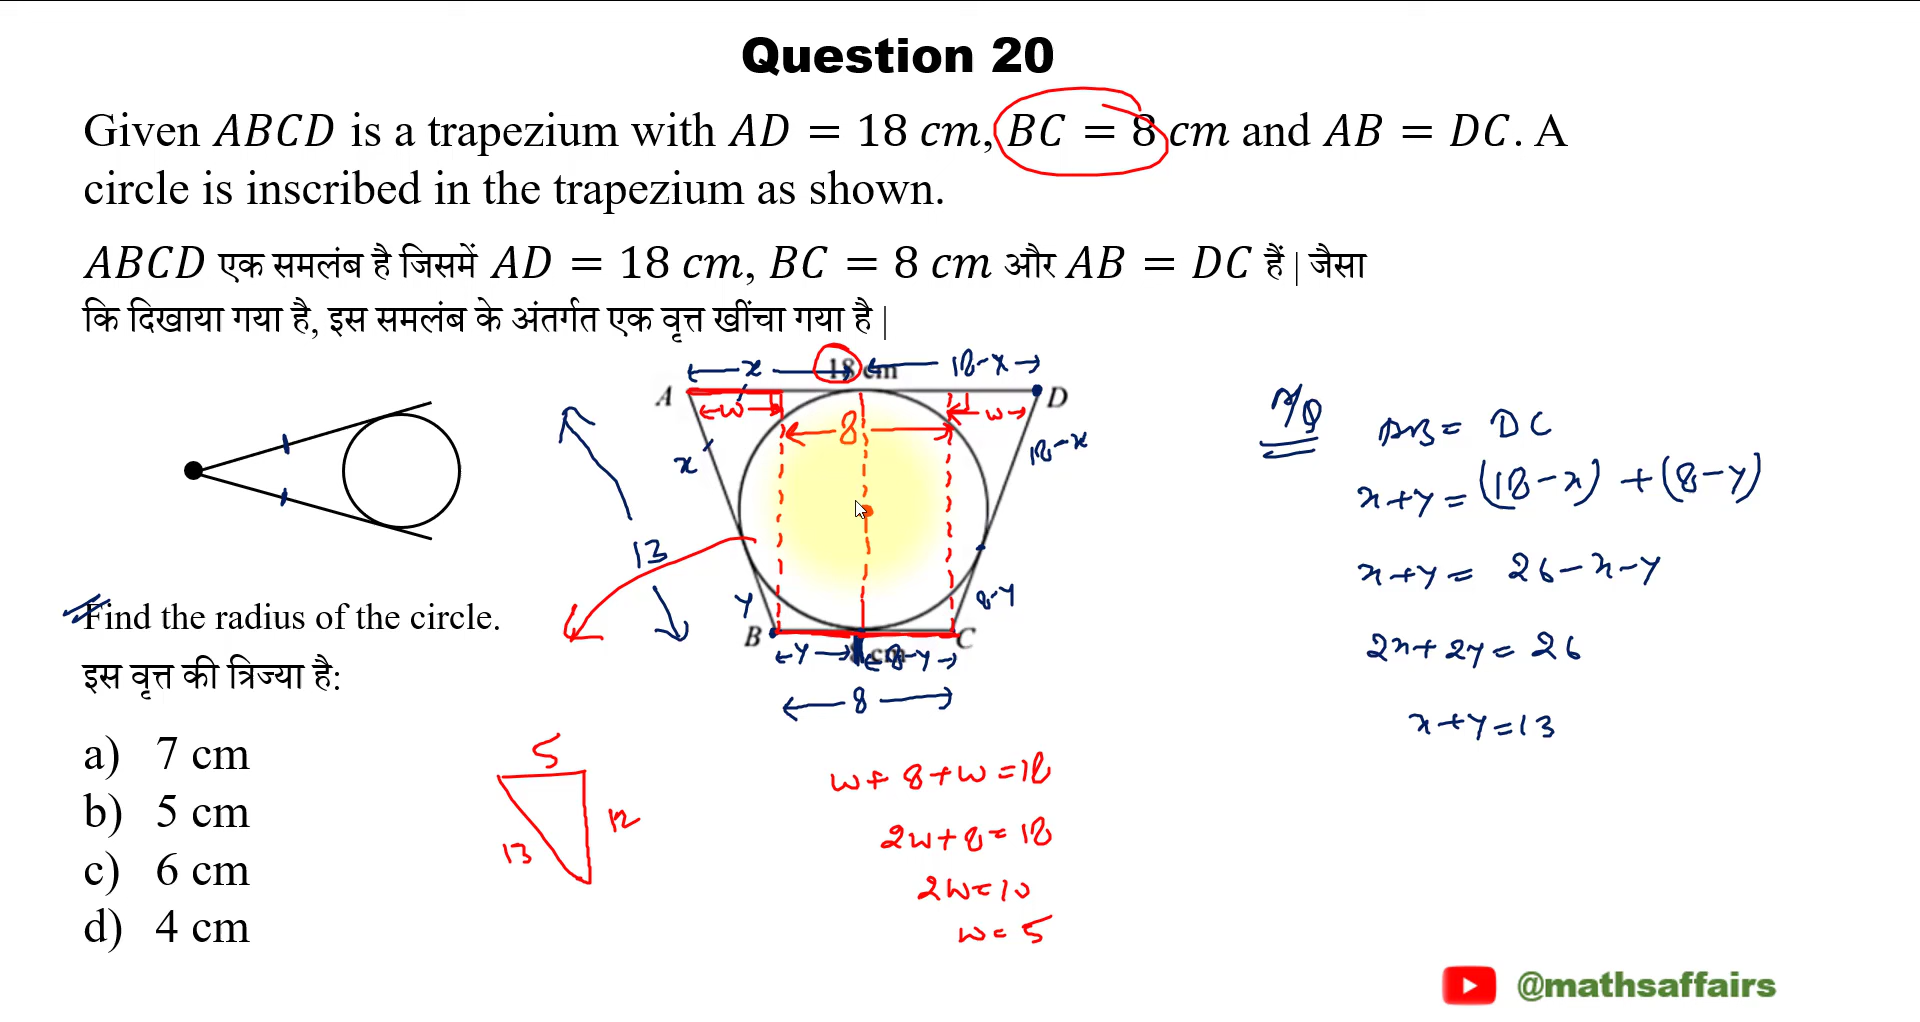 Question 20
Given ABCD is a trapezium with AD = 18 cm, BC = 8 cm and AB = DC. A
circle is inscribed in the trapezium as shown.
ABCD एक समलंब है जिसमें AD = 18 cm, BC = 8 cm और AB = DC हैं | जैसा
कि दिखाया गया है, इस समलंब के अंतर्गत एक वृत्त खींचा गया है |
x 18 cm 18-x
A D
w 8 w
x 18-x
13
y 8-y
B C
y 8 cm 8-y
8
A/Q AB = DC
x+y = (18-x) + (8-y)
x+y = 26-x-y
2x+2y = 26
x+y = 13
Find the radius of the circle.
इस वृत्त की त्रिज्या है:
a) 7 cm
b) 5 cm
c) 6 cm
d) 4 cm
5
12
13
w+8+w = 18
2w+8 = 18
2w = 10
w = 5
@mathsaffairs